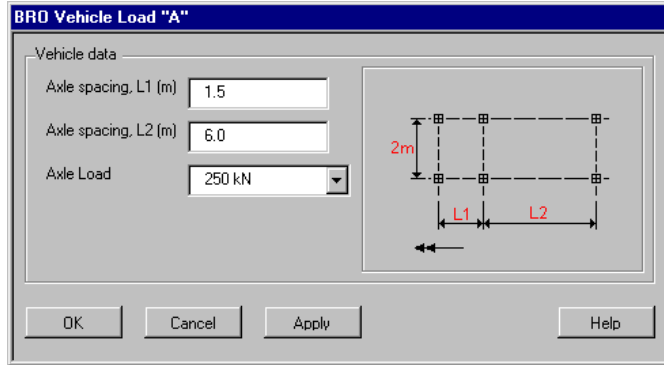 BRO Vehicle Load "A"
Vehicle data
Axle spacing, L1 (m)
1.5
Axle spacing, L2 (m)
6.0
Axle Load
250 kN
2m
L1
L2
OK
Cancel
Apply
Help